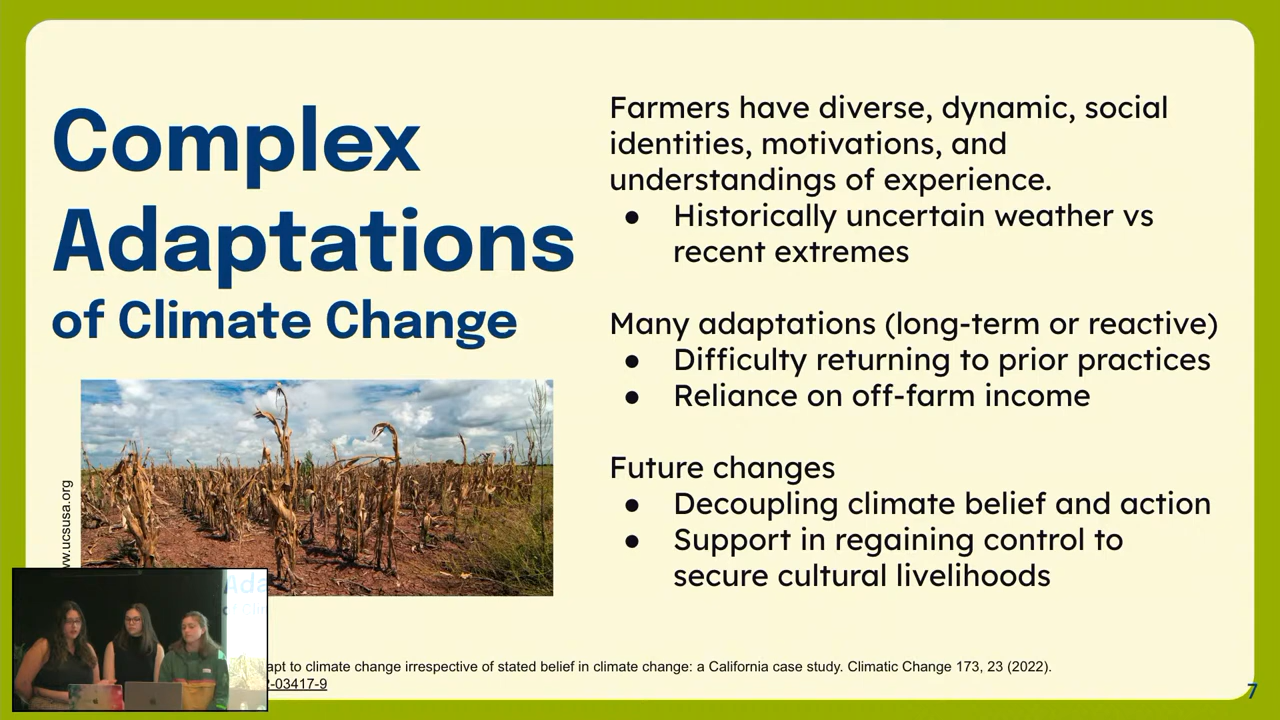 Complex
Adaptations
of Climate Change
Farmers have diverse, dynamic, social
identities, motivations, and
understandings of experience.
● Historically uncertain weather vs
recent extremes
Many adaptations (long-term or reactive)
● Difficulty returning to prior practices
● Reliance on off-farm income
Future changes
● Decoupling climate belief and action
● Support in regaining control to
secure cultural livelihoods
ww.ucsusa.org
Ada
of Clim
apt to climate change irrespective of stated belief in climate change: a California case study. Climatic Change 173, 23 (2022).
-03417-9
7